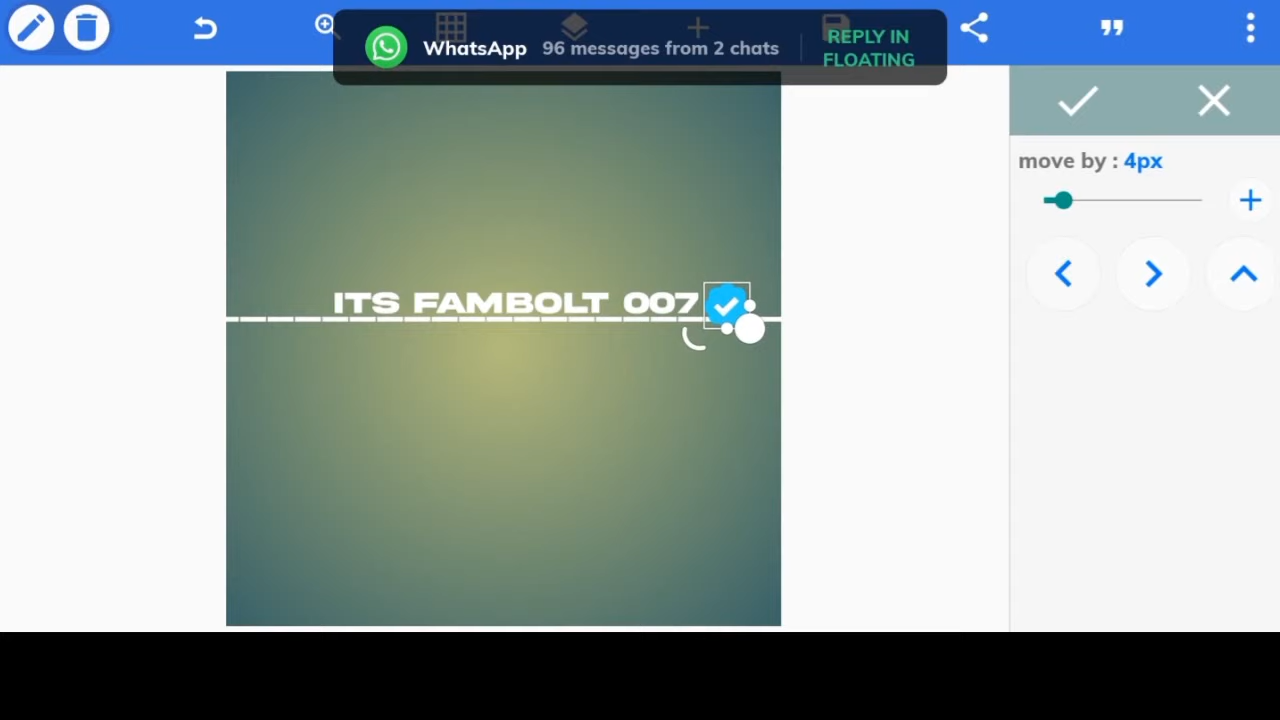 WhatsApp 96 messages from 2 chats
REPLY IN
FLOATING
move by : 4px
ITS FAMBOLT 007